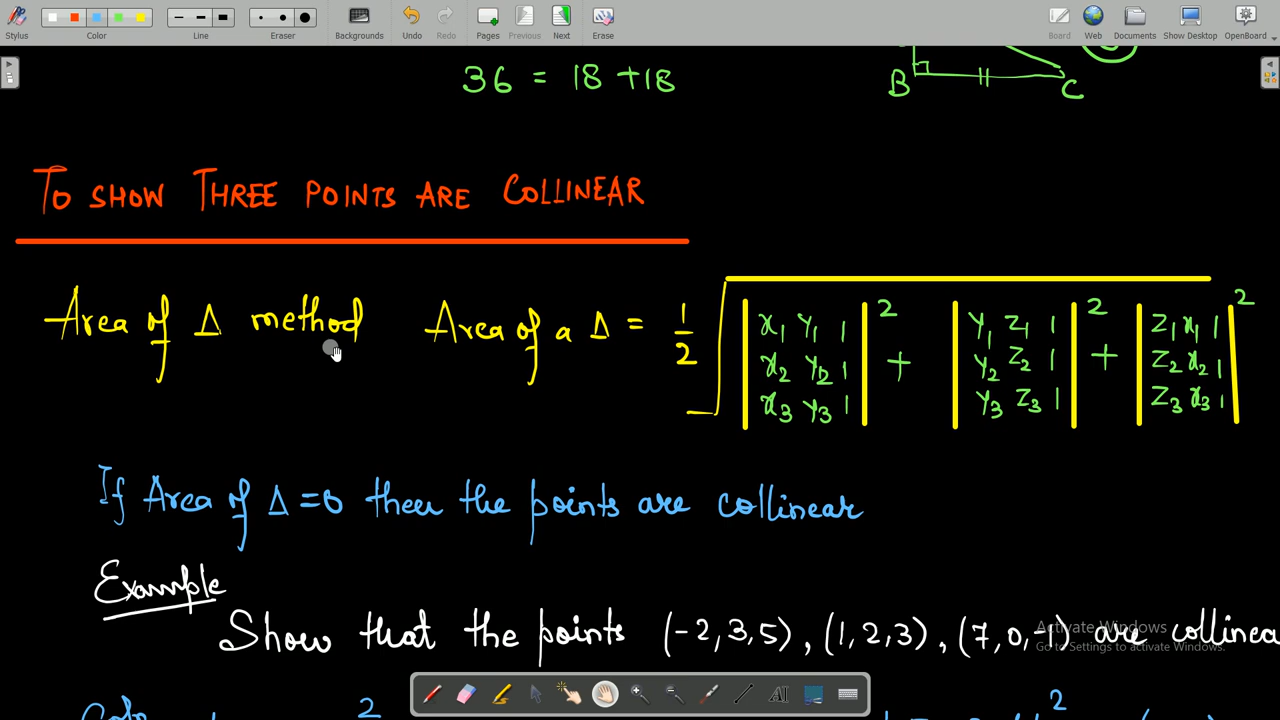 Stylus Color Line Eraser Backgrounds Undo Redo Pages Previous Next Erase Board Web Documents Show Desktop OpenBoard
36 = 18 + 18
B C
TO SHOW THREE POINTS ARE COLLINEAR
Area of Δ method Area of a Δ = 1/2 √( |x₁ y₁ 1; x₂ y₂ 1; x₃ y₃ 1|² + |y₁ z₁ 1; y₂ z₂ 1; y₃ z₃ 1|² + |z₁ x₁ 1; z₂ x₂ 1; z₃ x₃ 1|² )
If Area of Δ = 0 then the points are collinear
Example
Show that the points (-2, 3, 5), (1, 2, 3), (7, 0, -1) are collinea
Activate Windows
Go to Settings to activate Windows.